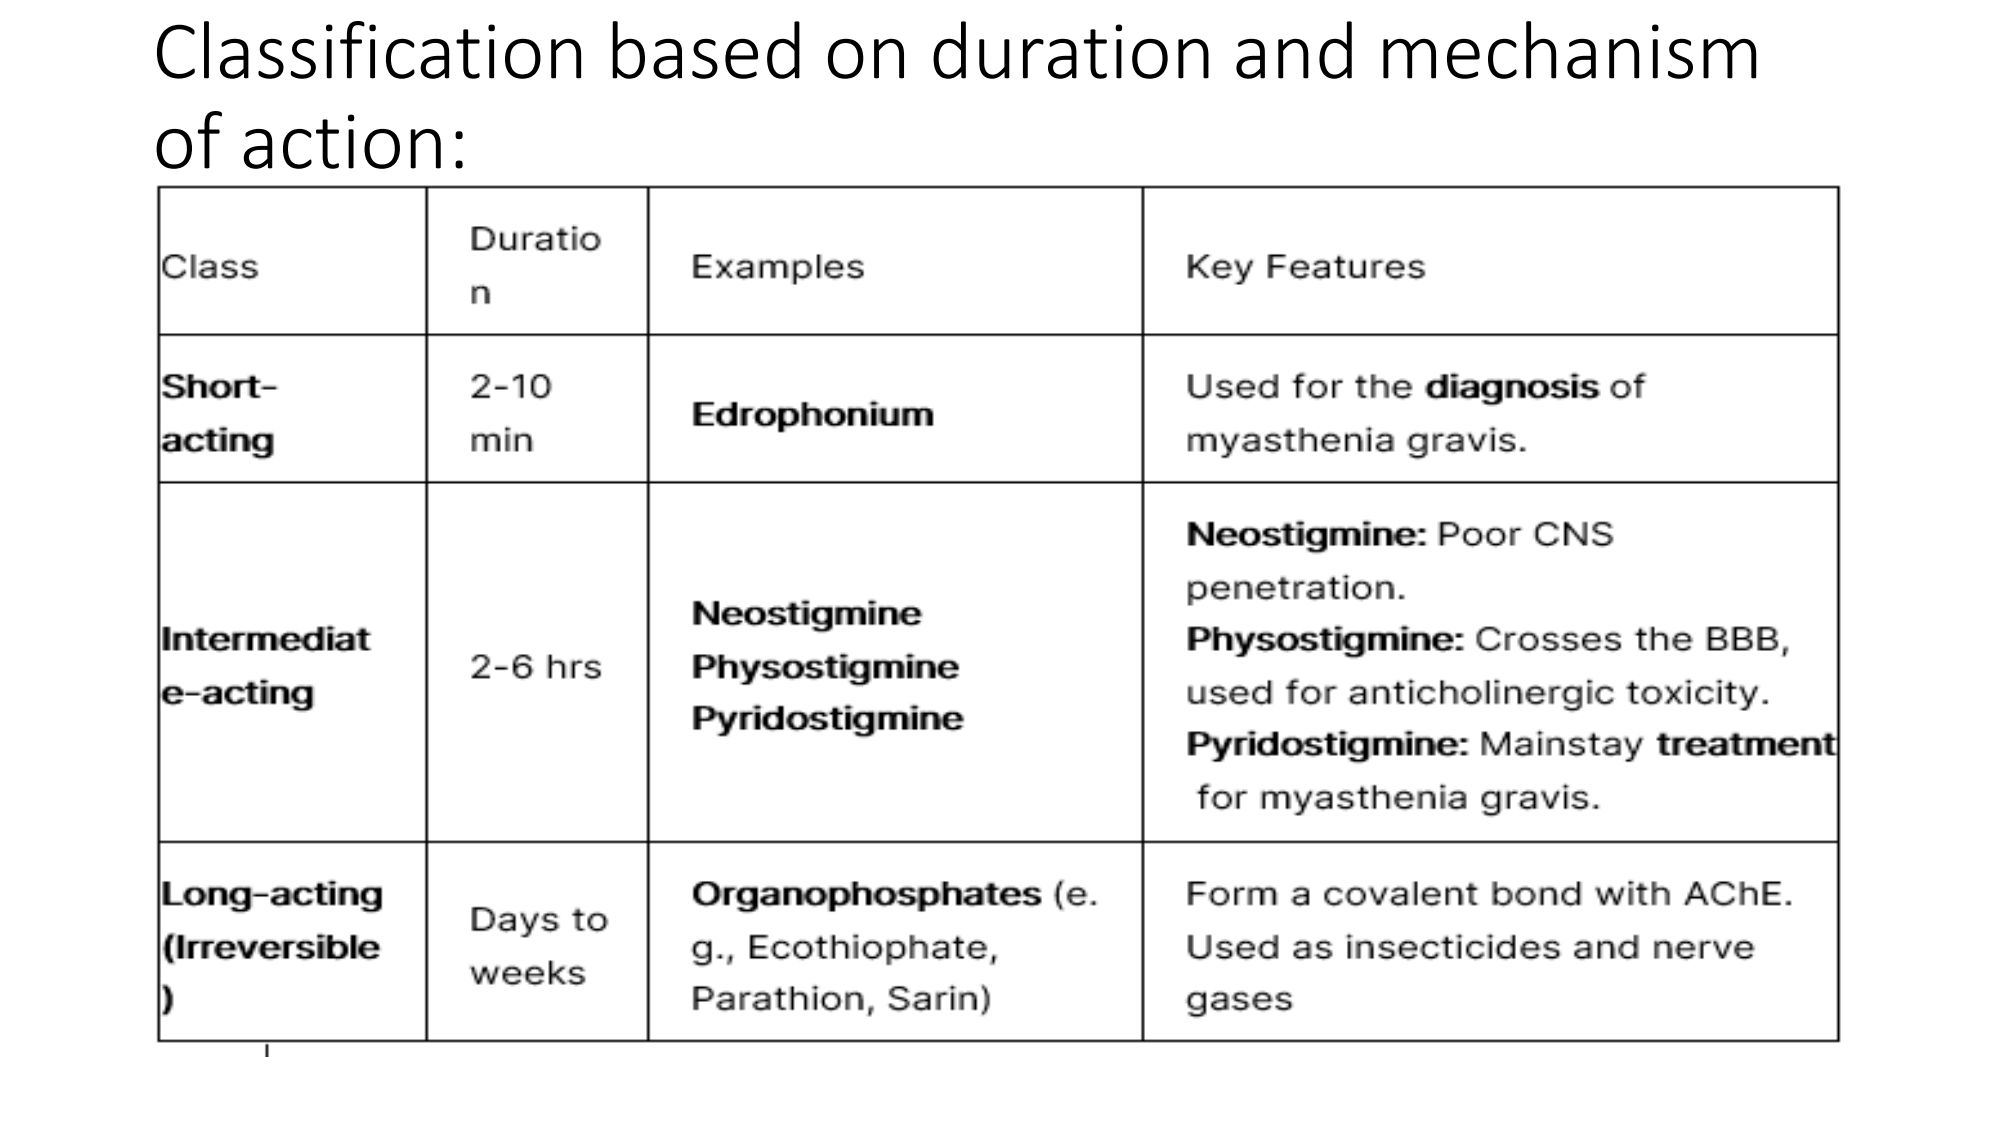 Classification based on duration and mechanism
of action:
Class
Duratio
n
Examples
Key Features
Short-
acting
2-10
min
Edrophonium
Used for the diagnosis of
myasthenia gravis.
Intermediat
e-acting
2-6 hrs
Neostigmine
Physostigmine
Pyridostigmine
Neostigmine: Poor CNS
penetration.
Physostigmine: Crosses the BBB,
used for anticholinergic toxicity.
Pyridostigmine: Mainstay treatment
for myasthenia gravis.
Long-acting
(Irreversible
)
Days to
weeks
Organophosphates (e.
g., Ecothiophate,
Parathion, Sarin)
Form a covalent bond with AChE.
Used as insecticides and nerve
gases